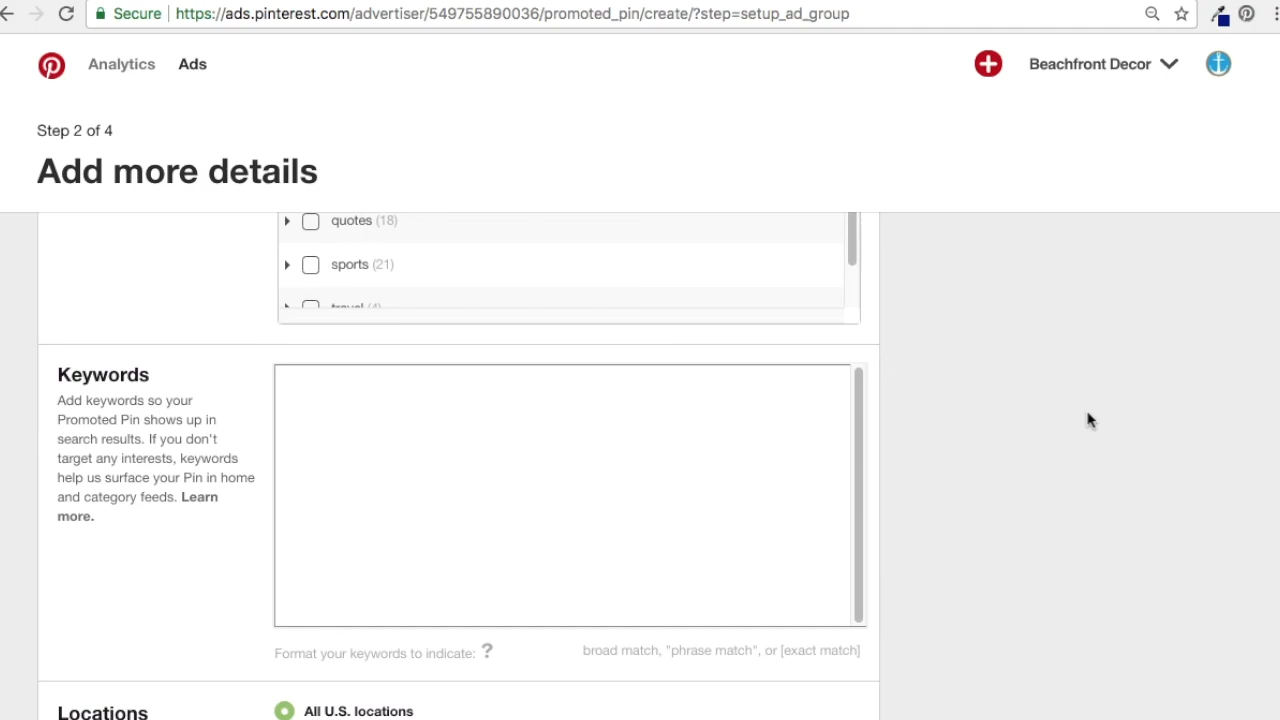 Secure https://ads.pinterest.com/advertiser/549755890036/promoted_pin/create/?step=setup_ad_group
Analytics Ads Beachfront Decor
Step 2 of 4
Add more details
quotes (18)
sports (21)
travel (4)
Keywords
Add keywords so your
Promoted Pin shows up in
search results. If you don't
target any interests, keywords
help us surface your Pin in home
and category feeds. Learn
more.
Format your keywords to indicate: ? broad match, "phrase match", or [exact match]
Locations All U.S. locations